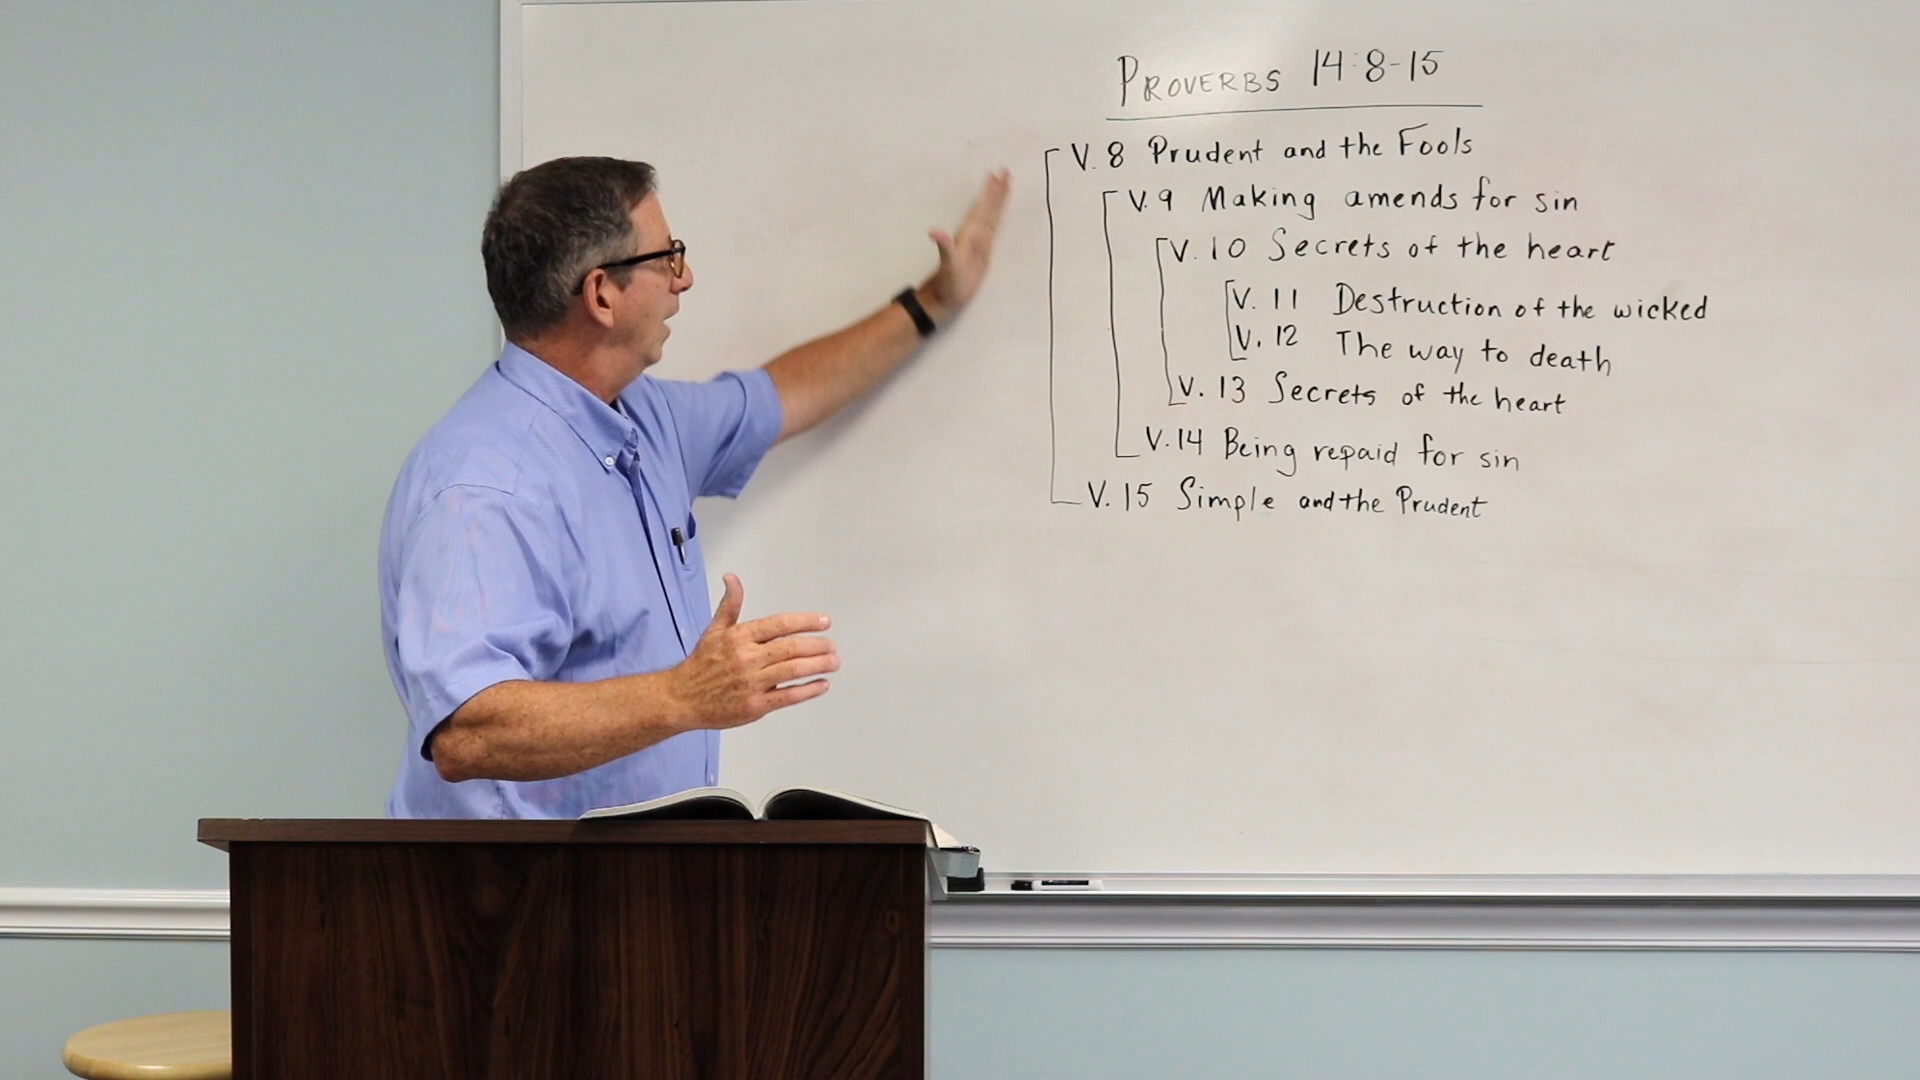 PROVERBS 14:8-15
V. 8 Prudent and the Fools
V. 9 Making amends for sin
V. 10 Secrets of the heart
V. 11 Destruction of the wicked
V. 12 The way to death
V. 13 Secrets of the heart
V. 14 Being repaid for sin
V. 15 Simple and the Prudent